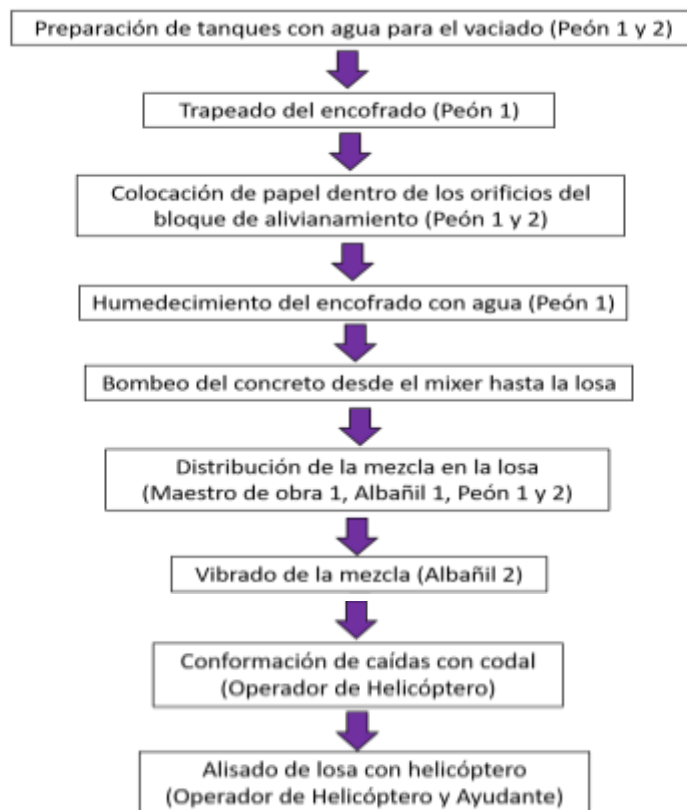 Preparación de tanques con agua para el vaciado (Peón 1 y 2)
Trapeado del encofrado (Peón 1)
Colocación de papel dentro de los orificios del
bloque de alivianamiento (Peón 1 y 2)
Humedecimiento del encofrado con agua (Peón 1)
Bombeo del concreto desde el mixer hasta la losa
Distribución de la mezcla en la losa
(Maestro de obra 1, Albañil 1, Peón 1 y 2)
Vibrado de la mezcla (Albañil 2)
Conformación de caídas con codal
(Operador de Helicóptero)
Alisado de losa con helicóptero
(Operador de Helicóptero y Ayudante)